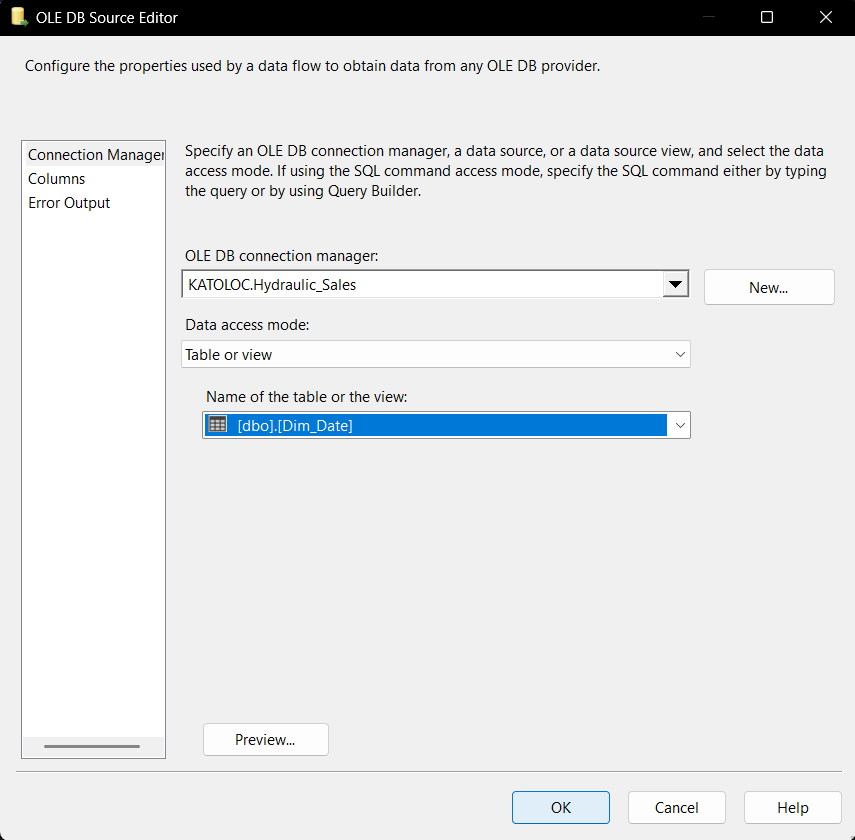 OLE DB Source Editor
Configure the properties used by a data flow to obtain data from any OLE DB provider.
Connection Manager
Columns
Error Output
Specify an OLE DB connection manager, a data source, or a data source view, and select the data
access mode. If using the SQL command access mode, specify the SQL command either by typing
the query or by using Query Builder.
OLE DB connection manager:
KATOLOC.Hydraulic_Sales
New...
Data access mode:
Table or view
Name of the table or the view:
[dbo].[Dim_Date]
Preview...
OK
Cancel
Help